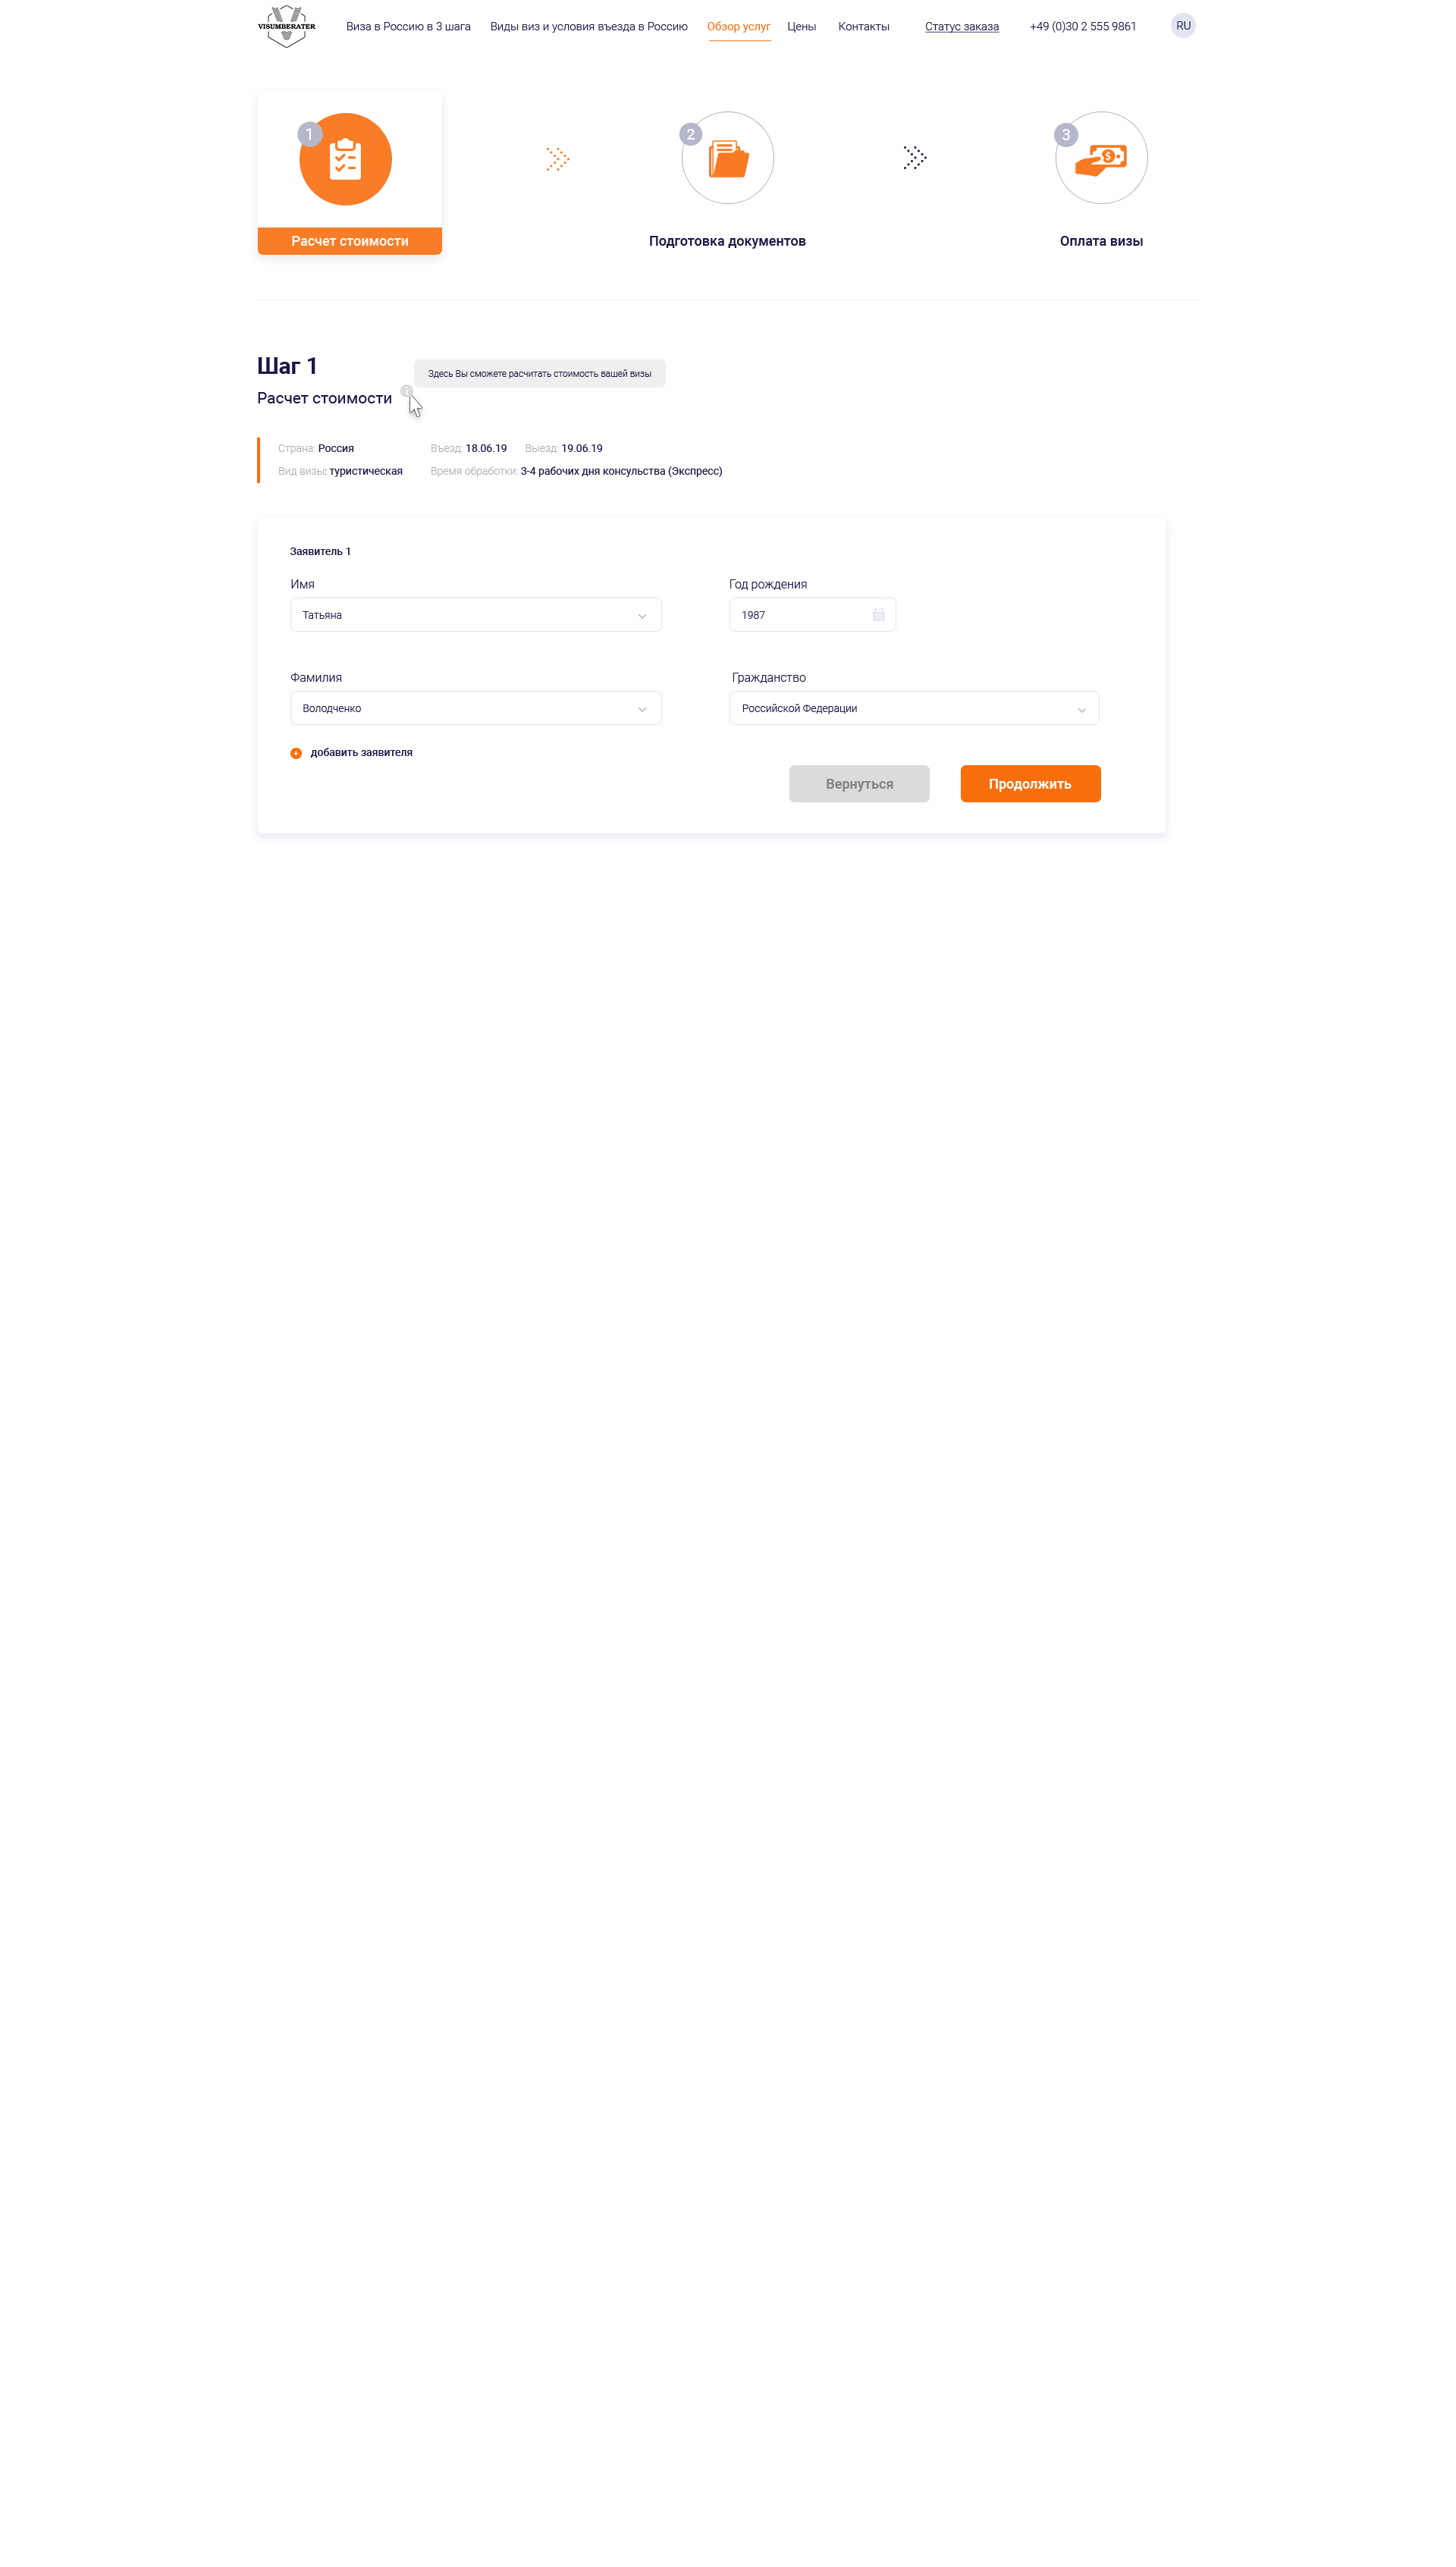 VISUMBERATER
Виза в Россию в 3 шага
Виды виз и условия въезда в Россию
Обзор услуг
Цены
Контакты
Статус заказа
+49 (0)30 2 555 9861
RU
1
2
3
Расчет стоимости
Подготовка документов
Оплата визы
Шаг 1
Здесь Вы сможете расчитать стоимость вашей визы
Расчет стоимости
Страна: Россия
Въезд: 18.06.19
Выезд: 19.06.19
Вид визы: туристическая
Время обработки: 3-4 рабочих дня консульства (Экспресс)
Заявитель 1
Имя
Год рождения
Татьяна
1987
Фамилия
Гражданство
Володченко
Российской Федерации
добавить заявителя
Вернуться
Продолжить